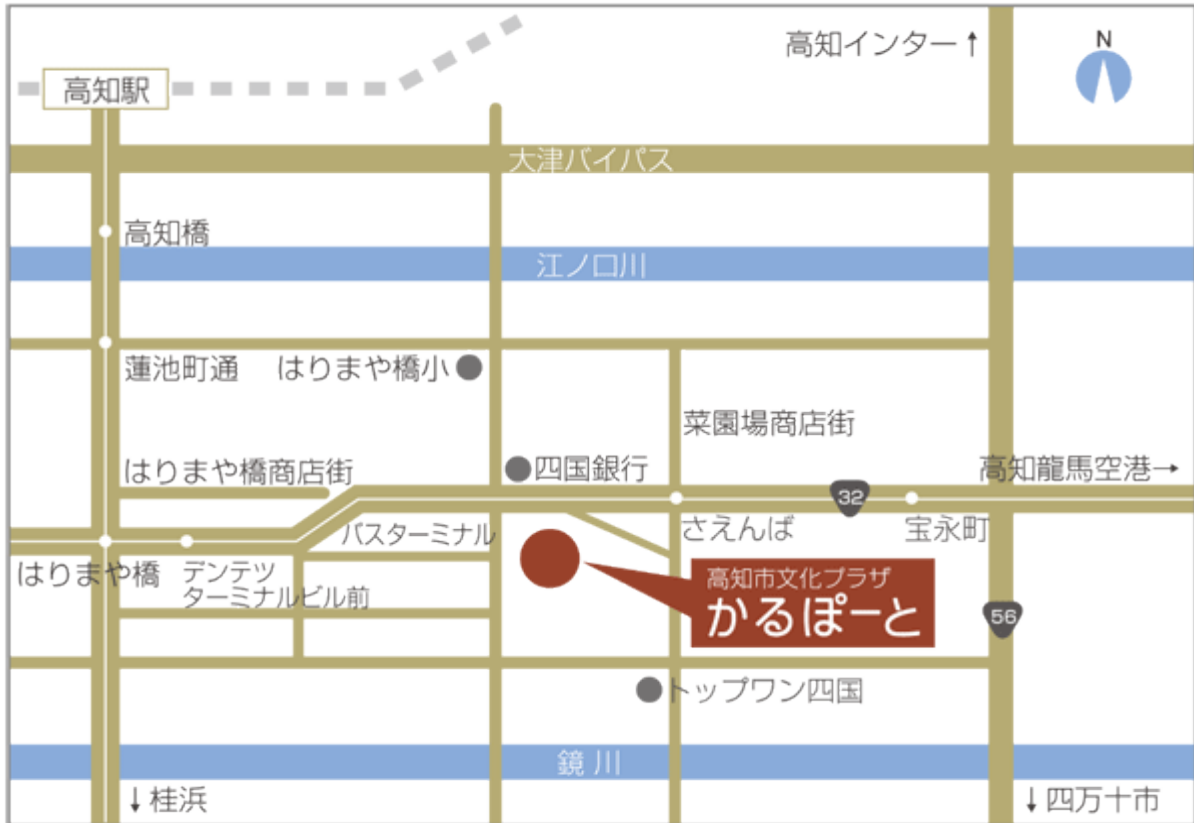 高知インター↑
N
高知駅
大津バイパス
高知橋
江ノ口川
蓮池町通
はりまや橋小
菜園場商店街
はりまや橋商店街
四国銀行
高知龍馬空港→
32
バスターミナル
さえんば
宝永町
はりまや橋
デンテツ
ターミナルビル前
高知市文化プラザ
かるぽーと
56
トップワン四国
鏡川
↓桂浜
↓四万十市